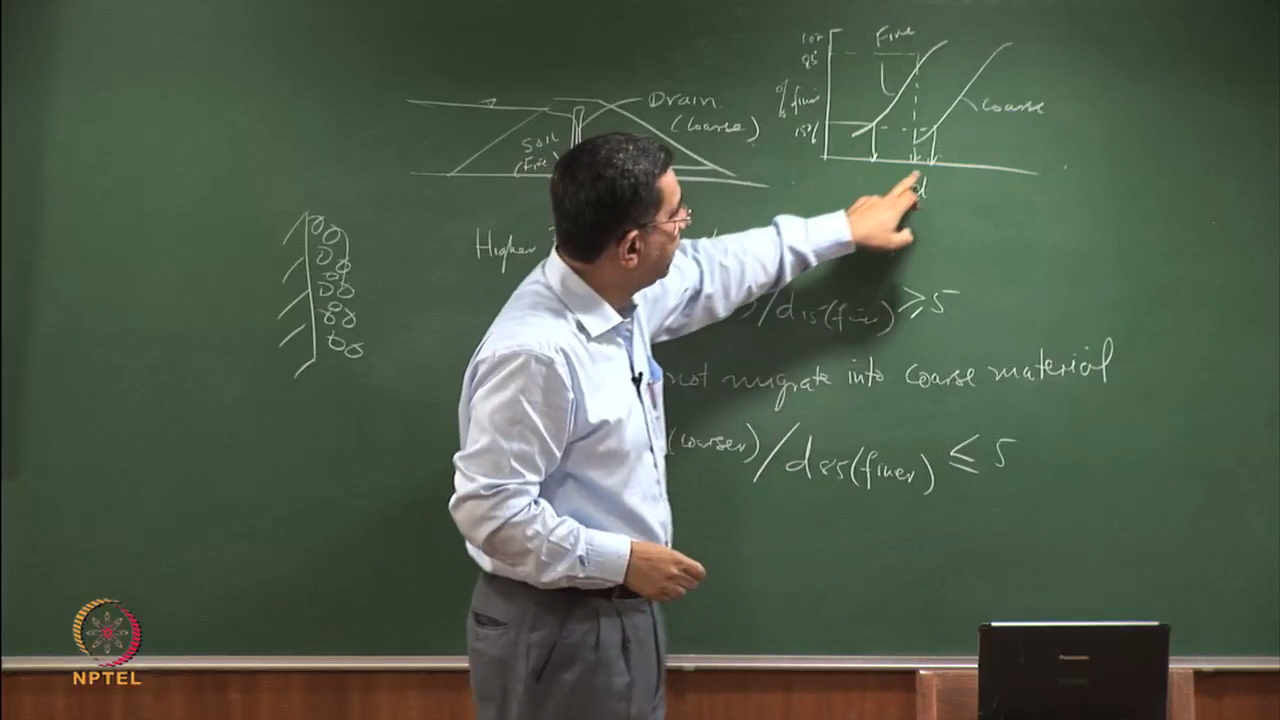 100
Fine
85
% finer
15%
Coarse
d
Drain
(Coarse)
Soil
(Fine
Higher
/d15(finer) ≥ 5
not migrate into coarse material
(coarser)/d85(finer) ≤ 5
NPTEL
Panasonic